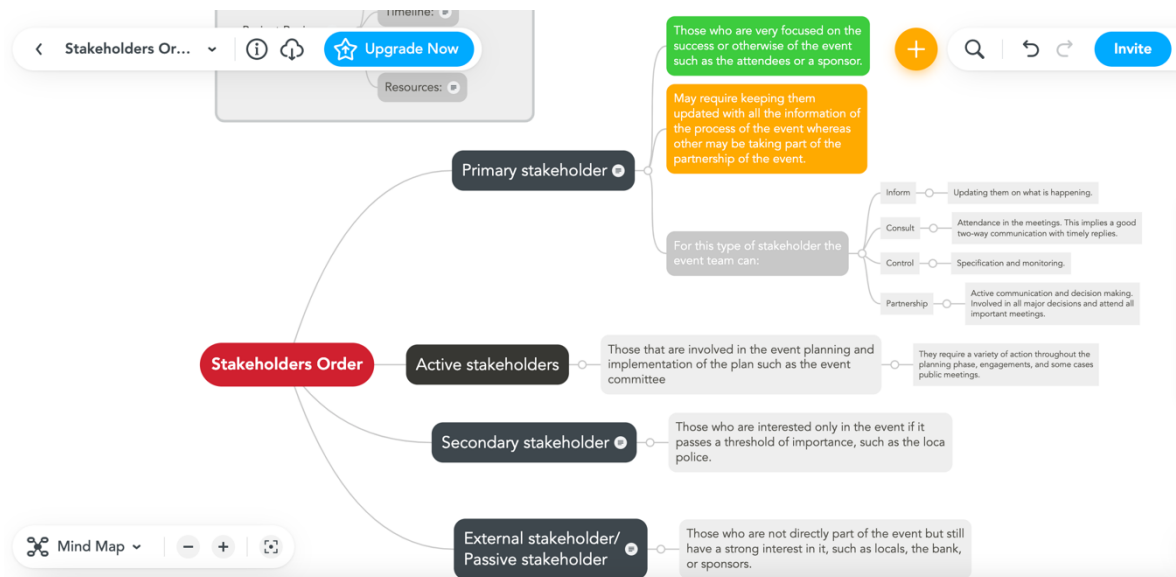 Timeline:
Stakeholders Or...
Upgrade Now
Resources:
Invite
Those who are very focused on the
success or otherwise of the event
such as the attendees or a sponsor.
May require keeping them
updated with all the information of
the process of the event whereas
other may be taking part of the
partnership of the event.
Primary stakeholder
For this type of stakeholder the
event team can:
Inform
Updating them on what is happening.
Consult
Attendance in the meetings. This implies a good
two-way communication with timely replies.
Control
Specification and monitoring.
Partnership
Active communication and decision making.
Involved in all major decisions and attend all
important meetings.
Stakeholders Order
Active stakeholders
Those that are involved in the event planning and
implementation of the plan such as the event
committee
They require a variety of action throughout the
planning phase, engagements, and some cases
public meetings.
Secondary stakeholder
Those who are interested only in the event if it
passes a threshold of importance, such as the loca
police.
External stakeholder/
Passive stakeholder
Those who are not directly part of the event but still
have a strong interest in it, such as locals, the bank,
or sponsors.
Mind Map